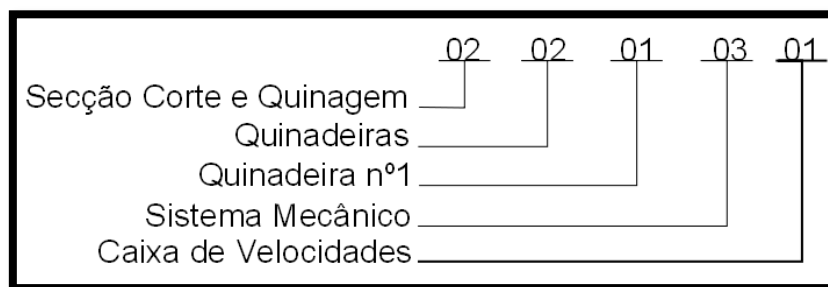 02 02 01 03 01
Secção Corte e Quinagem
Quinadeiras
Quinadeira nº1
Sistema Mecânico
Caixa de Velocidades